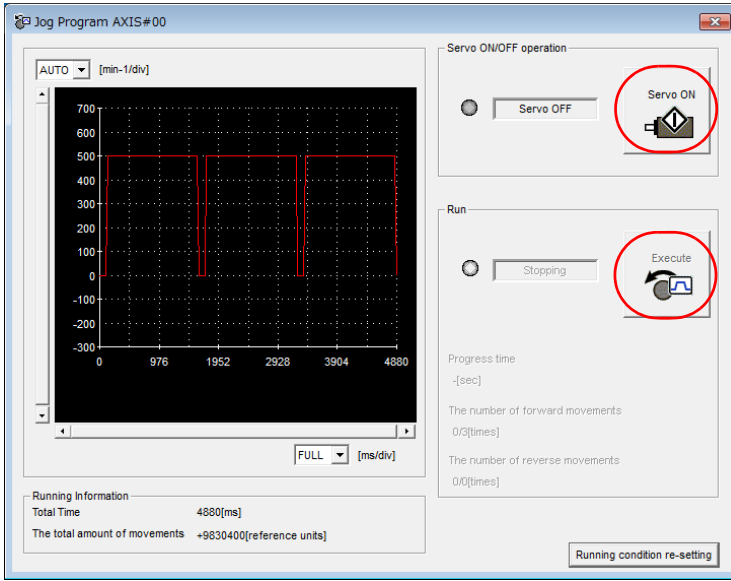 Jog Program AXIS#00
AUTO [min-1/div]
700
600
500
400
300
200
100
0
-100
-200
-300
0 976 1952 2928 3904 4880
FULL [ms/div]
Running Information
Total Time 4880[ms]
The total amount of movements +9830400[reference units]
Servo ON/OFF operation
Servo OFF
Servo ON
Run
Stopping
Execute
Progress time
-[sec]
The number of forward movements
0/3[times]
The number of reverse movements
0/0[times]
Running condition re-setting